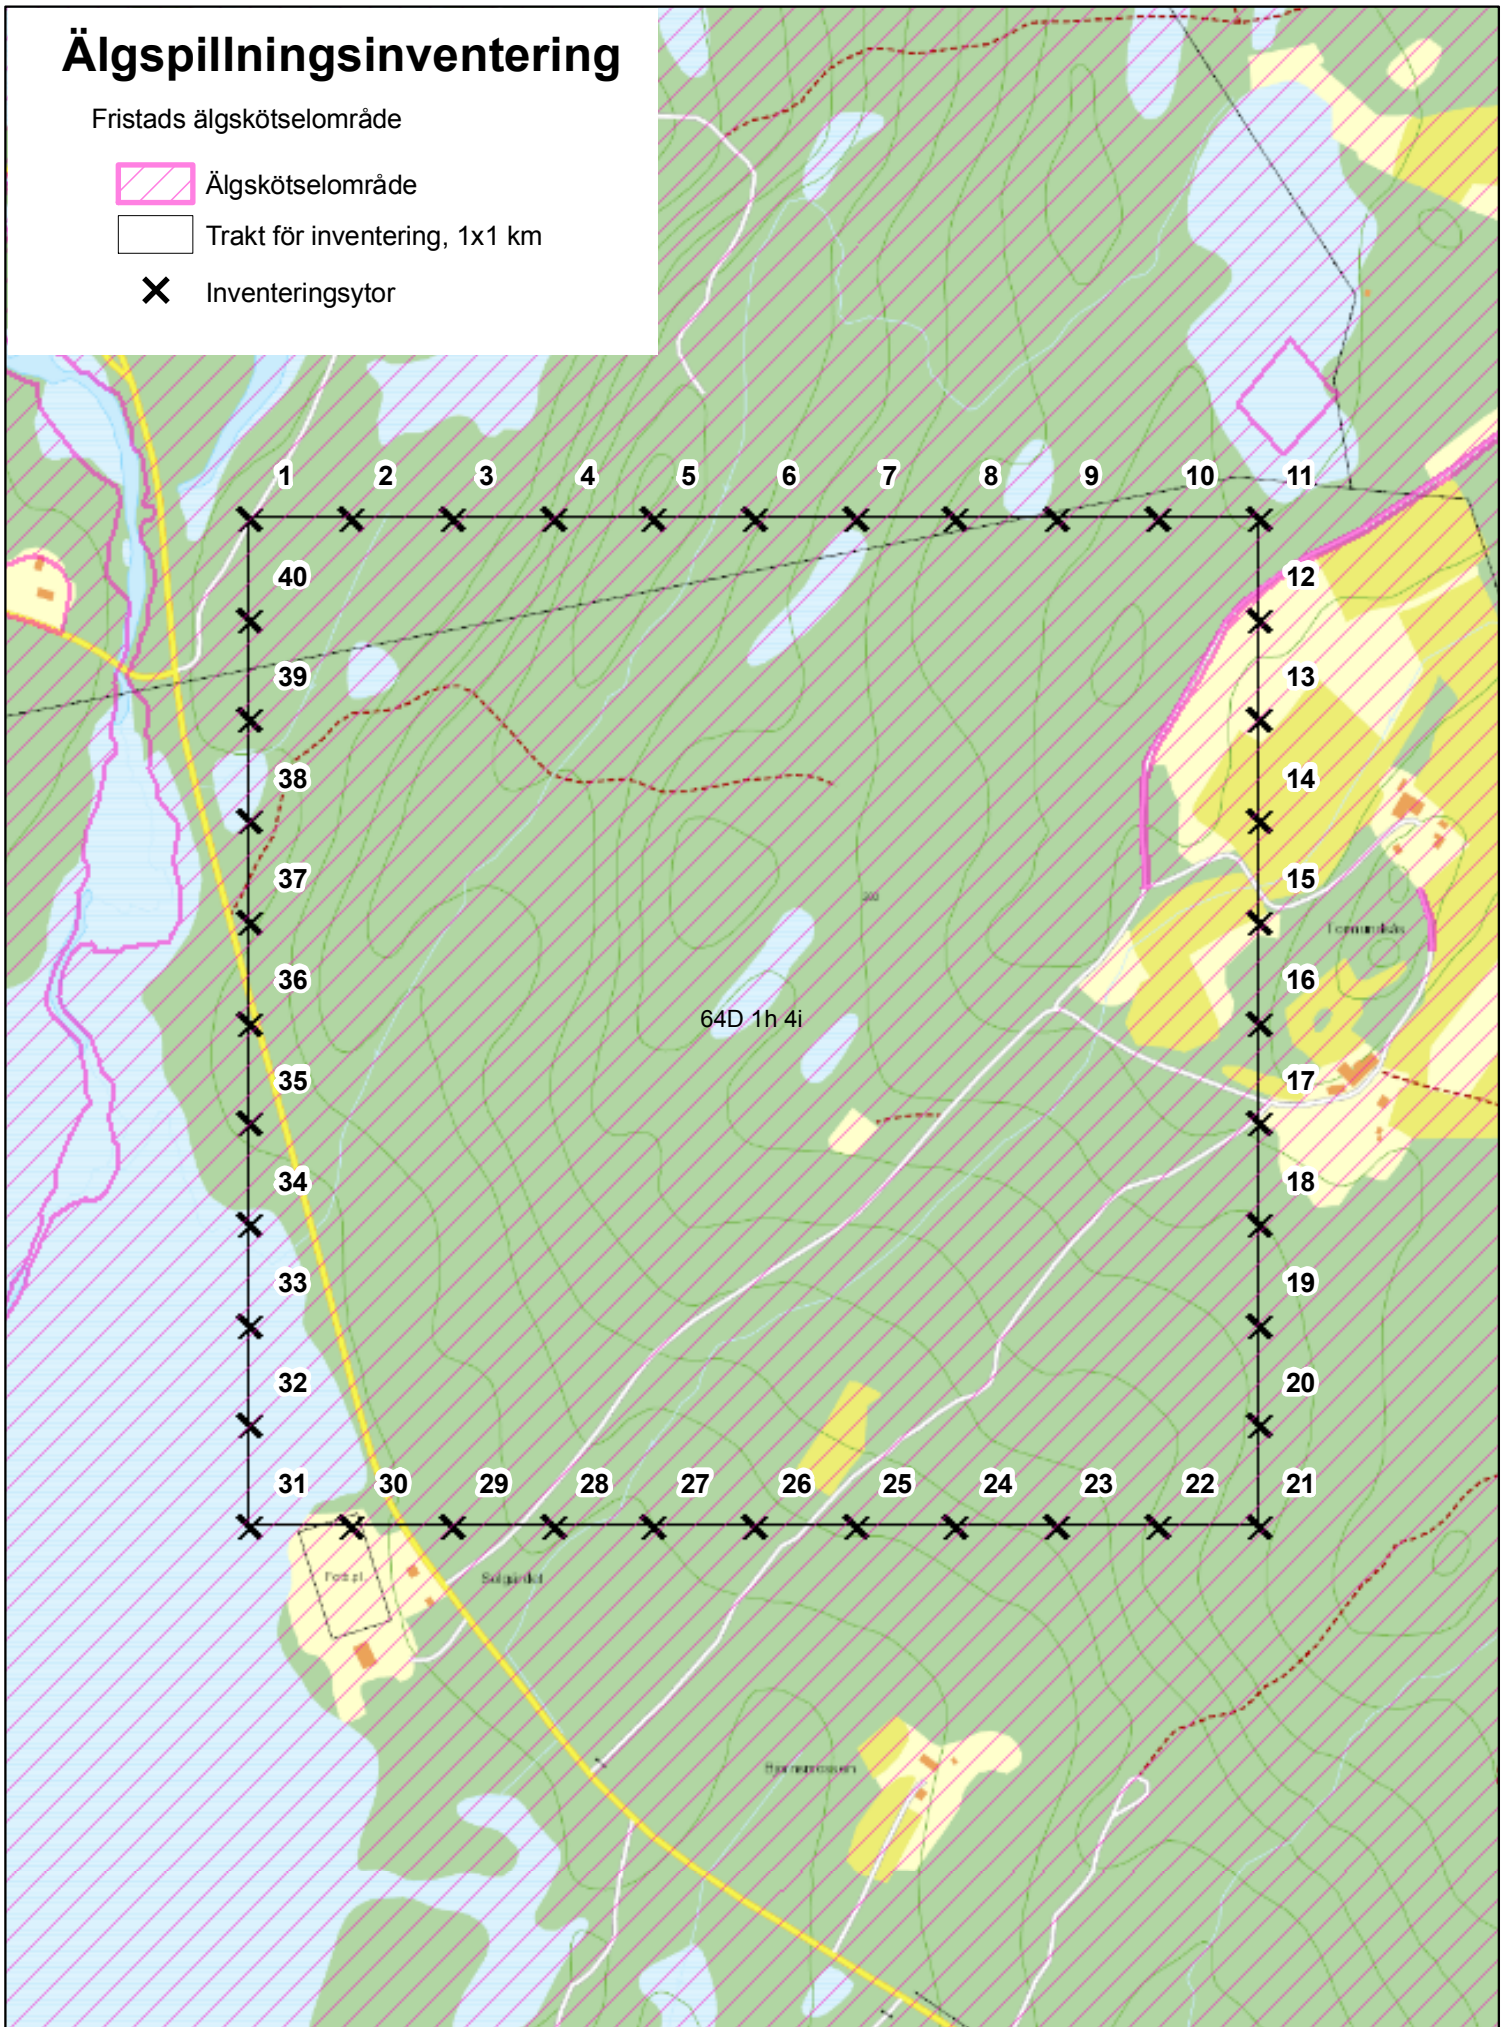 Älgspillningsinventering
Fristads älgskötselområde
Älgskötselområde
Trakt för inventering, 1x1 km
Inventeringsytor
1 2 3 4 5 6 7 8 9 10 11
40 12
39 13
38 14
37 15
36 16
64D 1h 4i
35 17
34 18
33 19
32 20
31 30 29 28 27 26 25 24 23 22 21